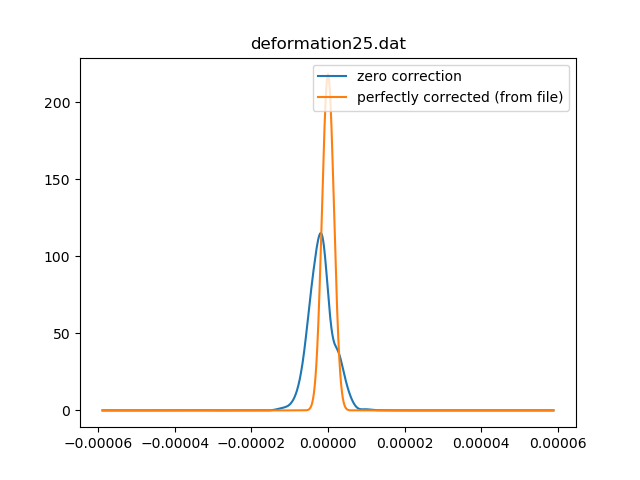 deformation25.dat
zero correction
perfectly corrected (from file)
200
150
100
50
0
−0.00006 −0.00004 −0.00002 0.00000 0.00002 0.00004 0.00006